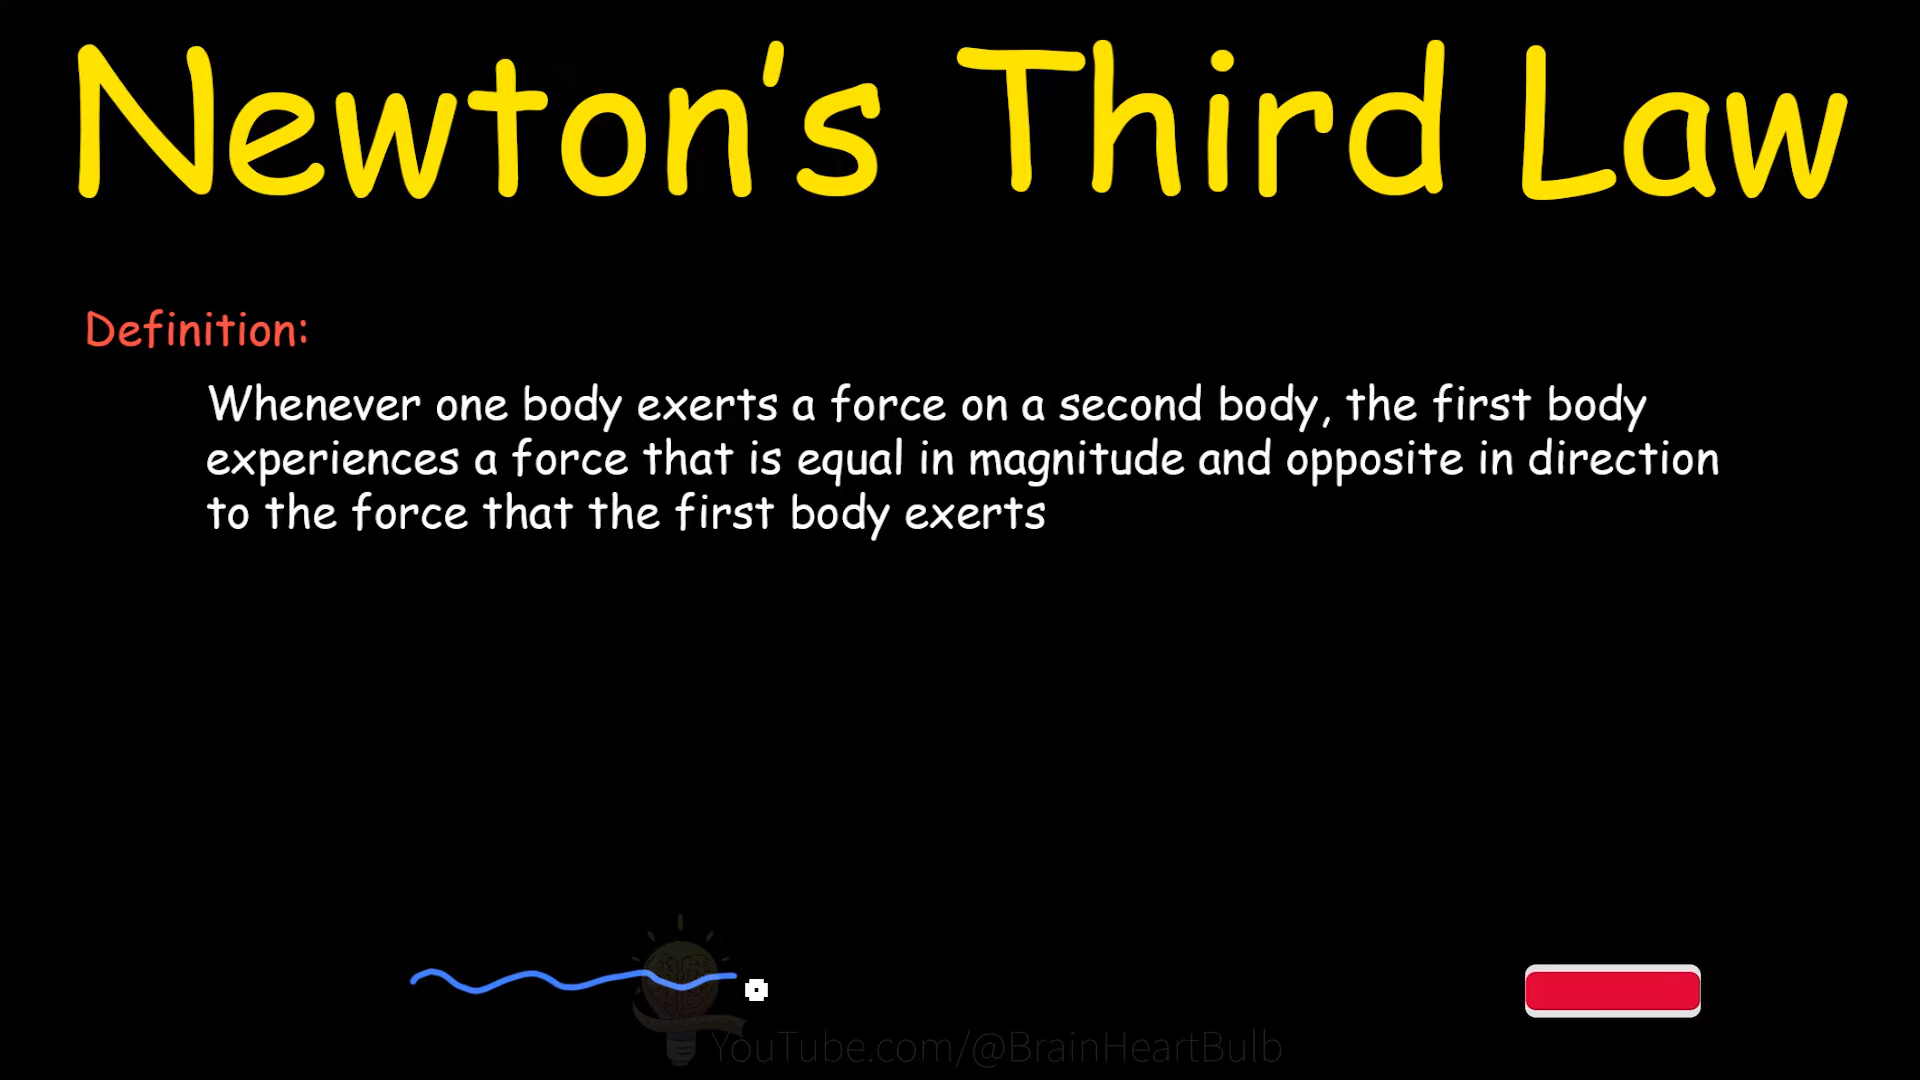 Newton's Third Law
Definition:
Whenever one body exerts a force on a second body, the first body
experiences a force that is equal in magnitude and opposite in direction
to the force that the first body exerts
YouTube.com/@BrainHeartBulb